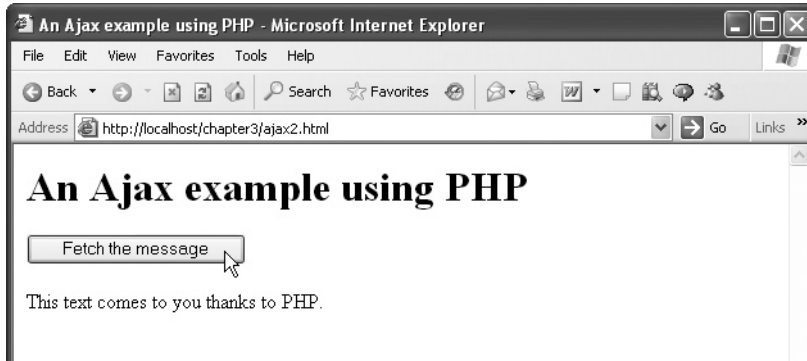 An Ajax example using PHP - Microsoft Internet Explorer
File Edit View Favorites Tools Help
Back Search Favorites W
Address http://localhost/chapter3/ajax2.html Go Links »
An Ajax example using PHP
Fetch the message
This text comes to you thanks to PHP.